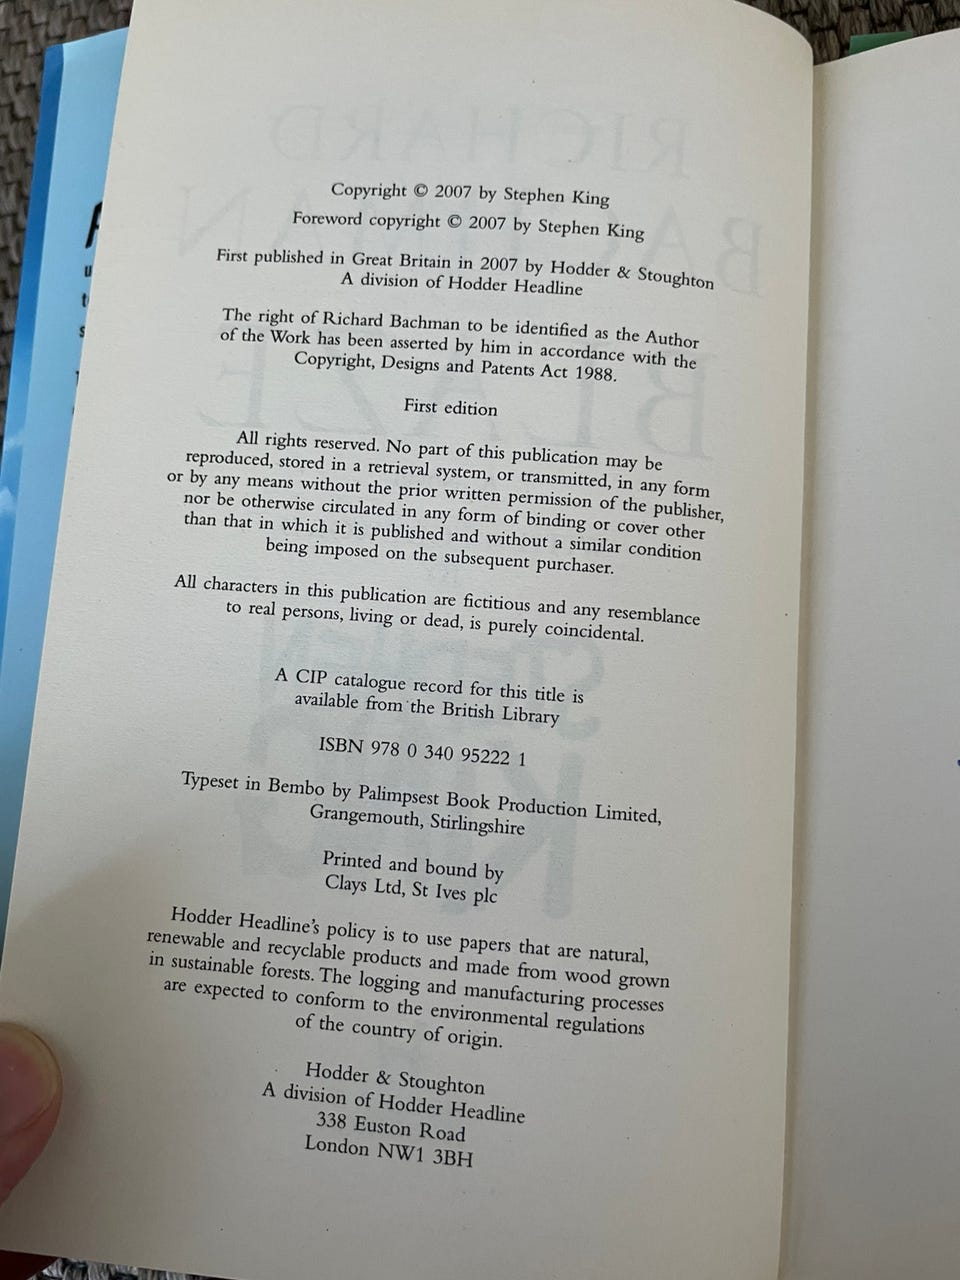 Copyright © 2007 by Stephen King
Foreword copyright © 2007 by Stephen King
First published in Great Britain in 2007 by Hodder & Stoughton
A division of Hodder Headline
The right of Richard Bachman to be identified as the Author
of the Work has been asserted by him in accordance with the
Copyright, Designs and Patents Act 1988.
First edition
All rights reserved. No part of this publication may be
reproduced, stored in a retrieval system, or transmitted, in any form
or by any means without the prior written permission of the publisher,
nor be otherwise circulated in any form of binding or cover other
than that in which it is published and without a similar condition
being imposed on the subsequent purchaser.
All characters in this publication are fictitious and any resemblance
to real persons, living or dead, is purely coincidental.
A CIP catalogue record for this title is
available from the British Library
ISBN 978 0 340 95222 1
Typeset in Bembo by Palimpsest Book Production Limited,
Grangemouth, Stirlingshire
Printed and bound by
Clays Ltd, St Ives plc
Hodder Headline's policy is to use papers that are natural,
renewable and recyclable products and made from wood grown
in sustainable forests. The logging and manufacturing processes
are expected to conform to the environmental regulations
of the country of origin.
Hodder & Stoughton
A division of Hodder Headline
338 Euston Road
London NW1 3BH